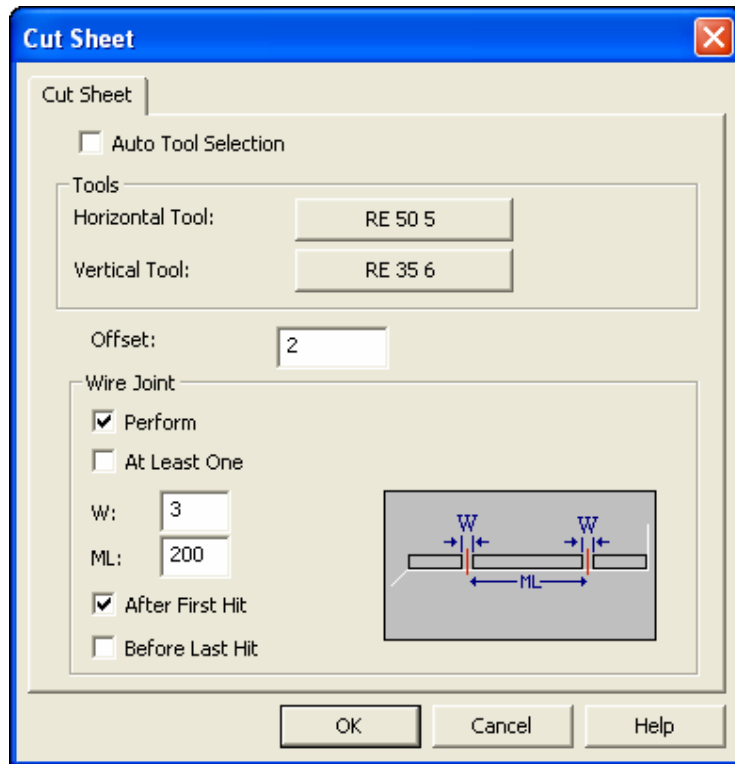 Cut Sheet
Cut Sheet
Auto Tool Selection
Tools
Horizontal Tool: RE 50 5
Vertical Tool: RE 35 6
Offset: 2
Wire Joint
Perform
At Least One
W: 3
ML: 200
After First Hit
Before Last Hit
W W
ML
OK Cancel Help